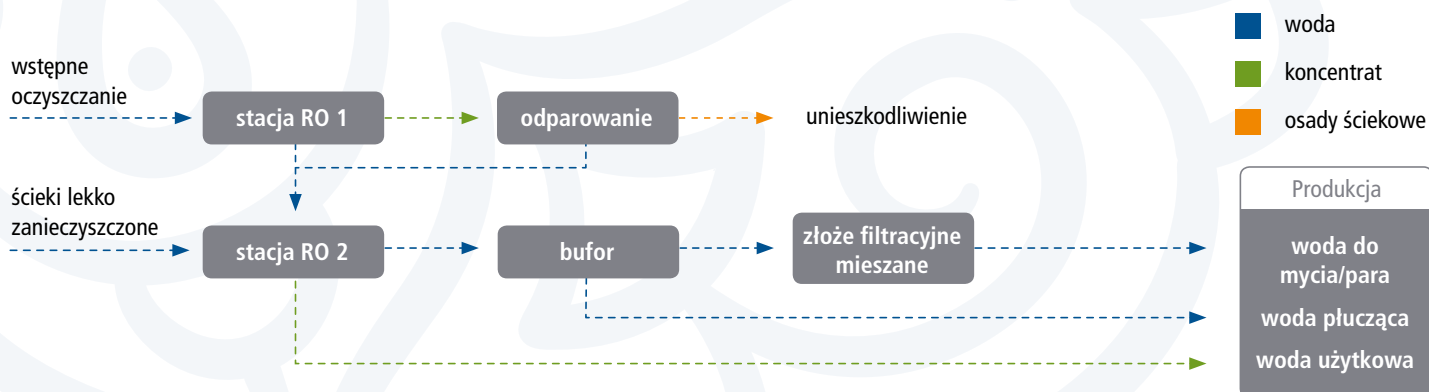 woda
koncentrat
osady ściekowe
wstępne
oczyszczanie
stacja RO 1
odparowanie
unieszkodliwienie
ścieki lekko
zanieczyszczone
stacja RO 2
bufor
złoże filtracyjne
mieszane
Produkcja
woda do
mycia/para
woda płucząca
woda użytkowa